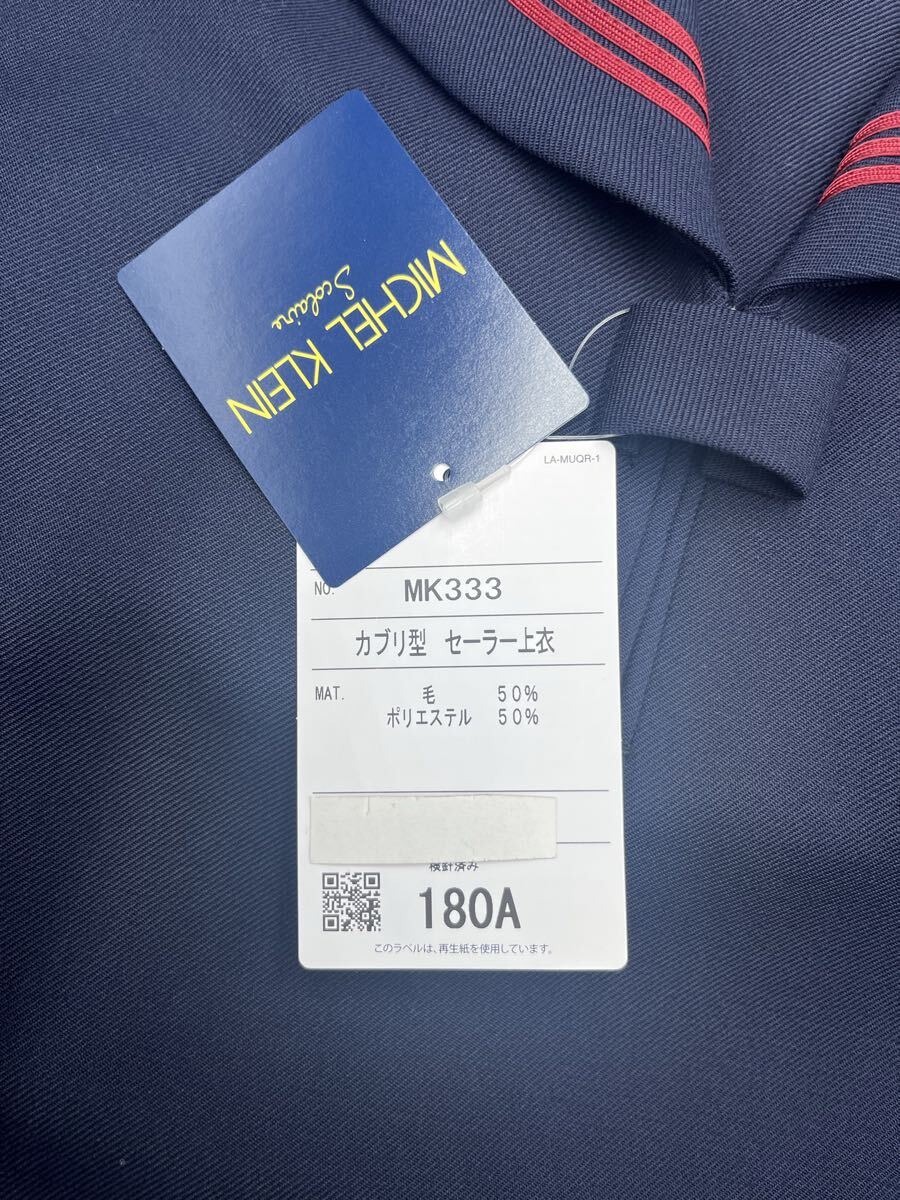 MICHEL KLEIN
Scolaire
LA-MUQR-1
NO. MK333
カブリ型 セーラー上衣
MAT. 毛 50%
ポリエステル 50%
検針済み
180A
このラベルは、再生紙を使用しています。